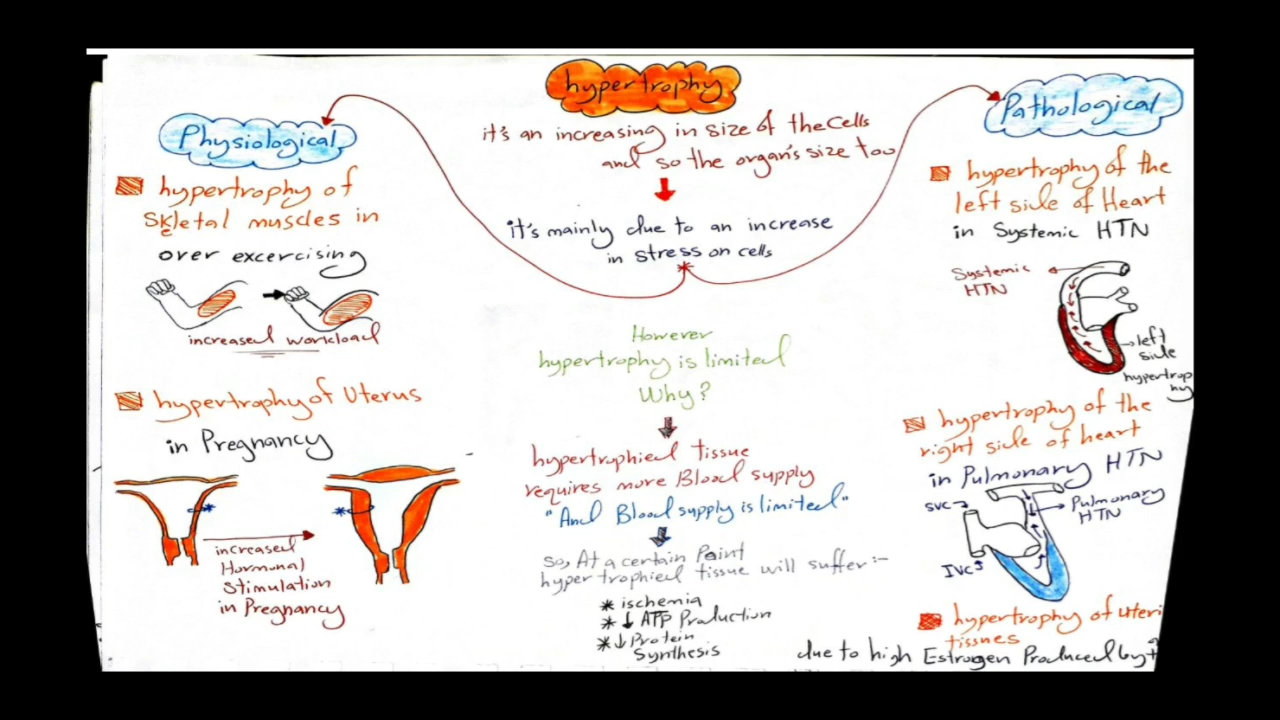 hypertrophy
it's an increasing in size of the cells
and so the organ's size too
it's mainly due to an increase
in stress on cells
Physiological
hypertrophy of
Skeletal muscles in
over excercising
increased workload
hypertrophy of Uterus
in Pregnancy
increased
Hormonal
Stimulation
in Pregnancy
However
hypertrophy is limited
Why?
hypertrophied tissue
requires more Blood supply
"And Blood supply is limited"
So, At a certain Point
hypertrophied tissue will suffer:-
* ischemia
* ↓ ATP Production
* ↓ Protein
Synthesis
Pathological
hypertrophy of the
left side of Heart
in Systemic HTN
Systemic
HTN
left
side
hypertrop
hy
hypertrophy of the
right side of heart
in Pulmonary HTN
SVC
Pulmonary
HTN
IVC
hypertrophy of uteri
tissues
due to high Estrogen Produced by